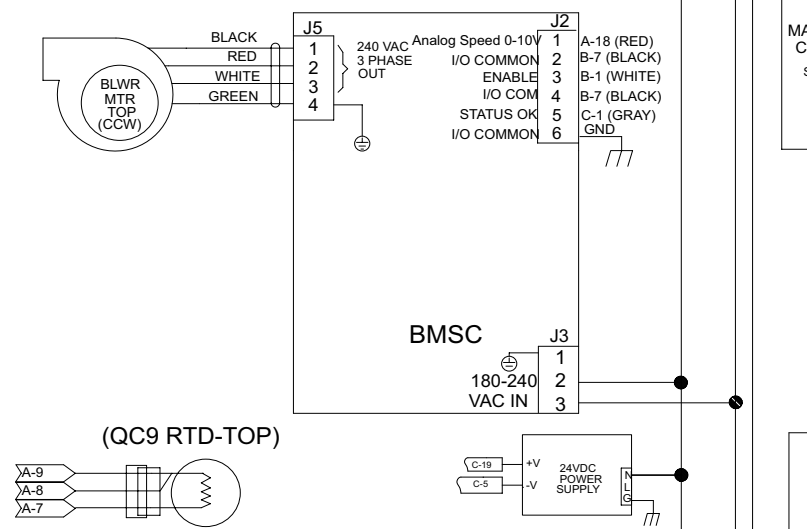 J5
J2
BLACK
RED
WHITE
GREEN
1
2
3
4
240 VAC
3 PHASE
OUT
BLWR
MTR
TOP
(CCW)
Analog Speed 0-10V 1 A-18 (RED)
I/O COMMON 2 B-7 (BLACK)
ENABLE 3 B-1 (WHITE)
I/O COM 4 B-7 (BLACK)
STATUS OK 5 C-1 (GRAY)
I/O COMMON 6 GND
MA
C
S
BMSC
J3
1
180-240 2
VAC IN 3
(QC9 RTD-TOP)
A-9
A-8
A-7
C-19 +V
C-5 -V
24VDC
POWER
SUPPLY
N
L
G